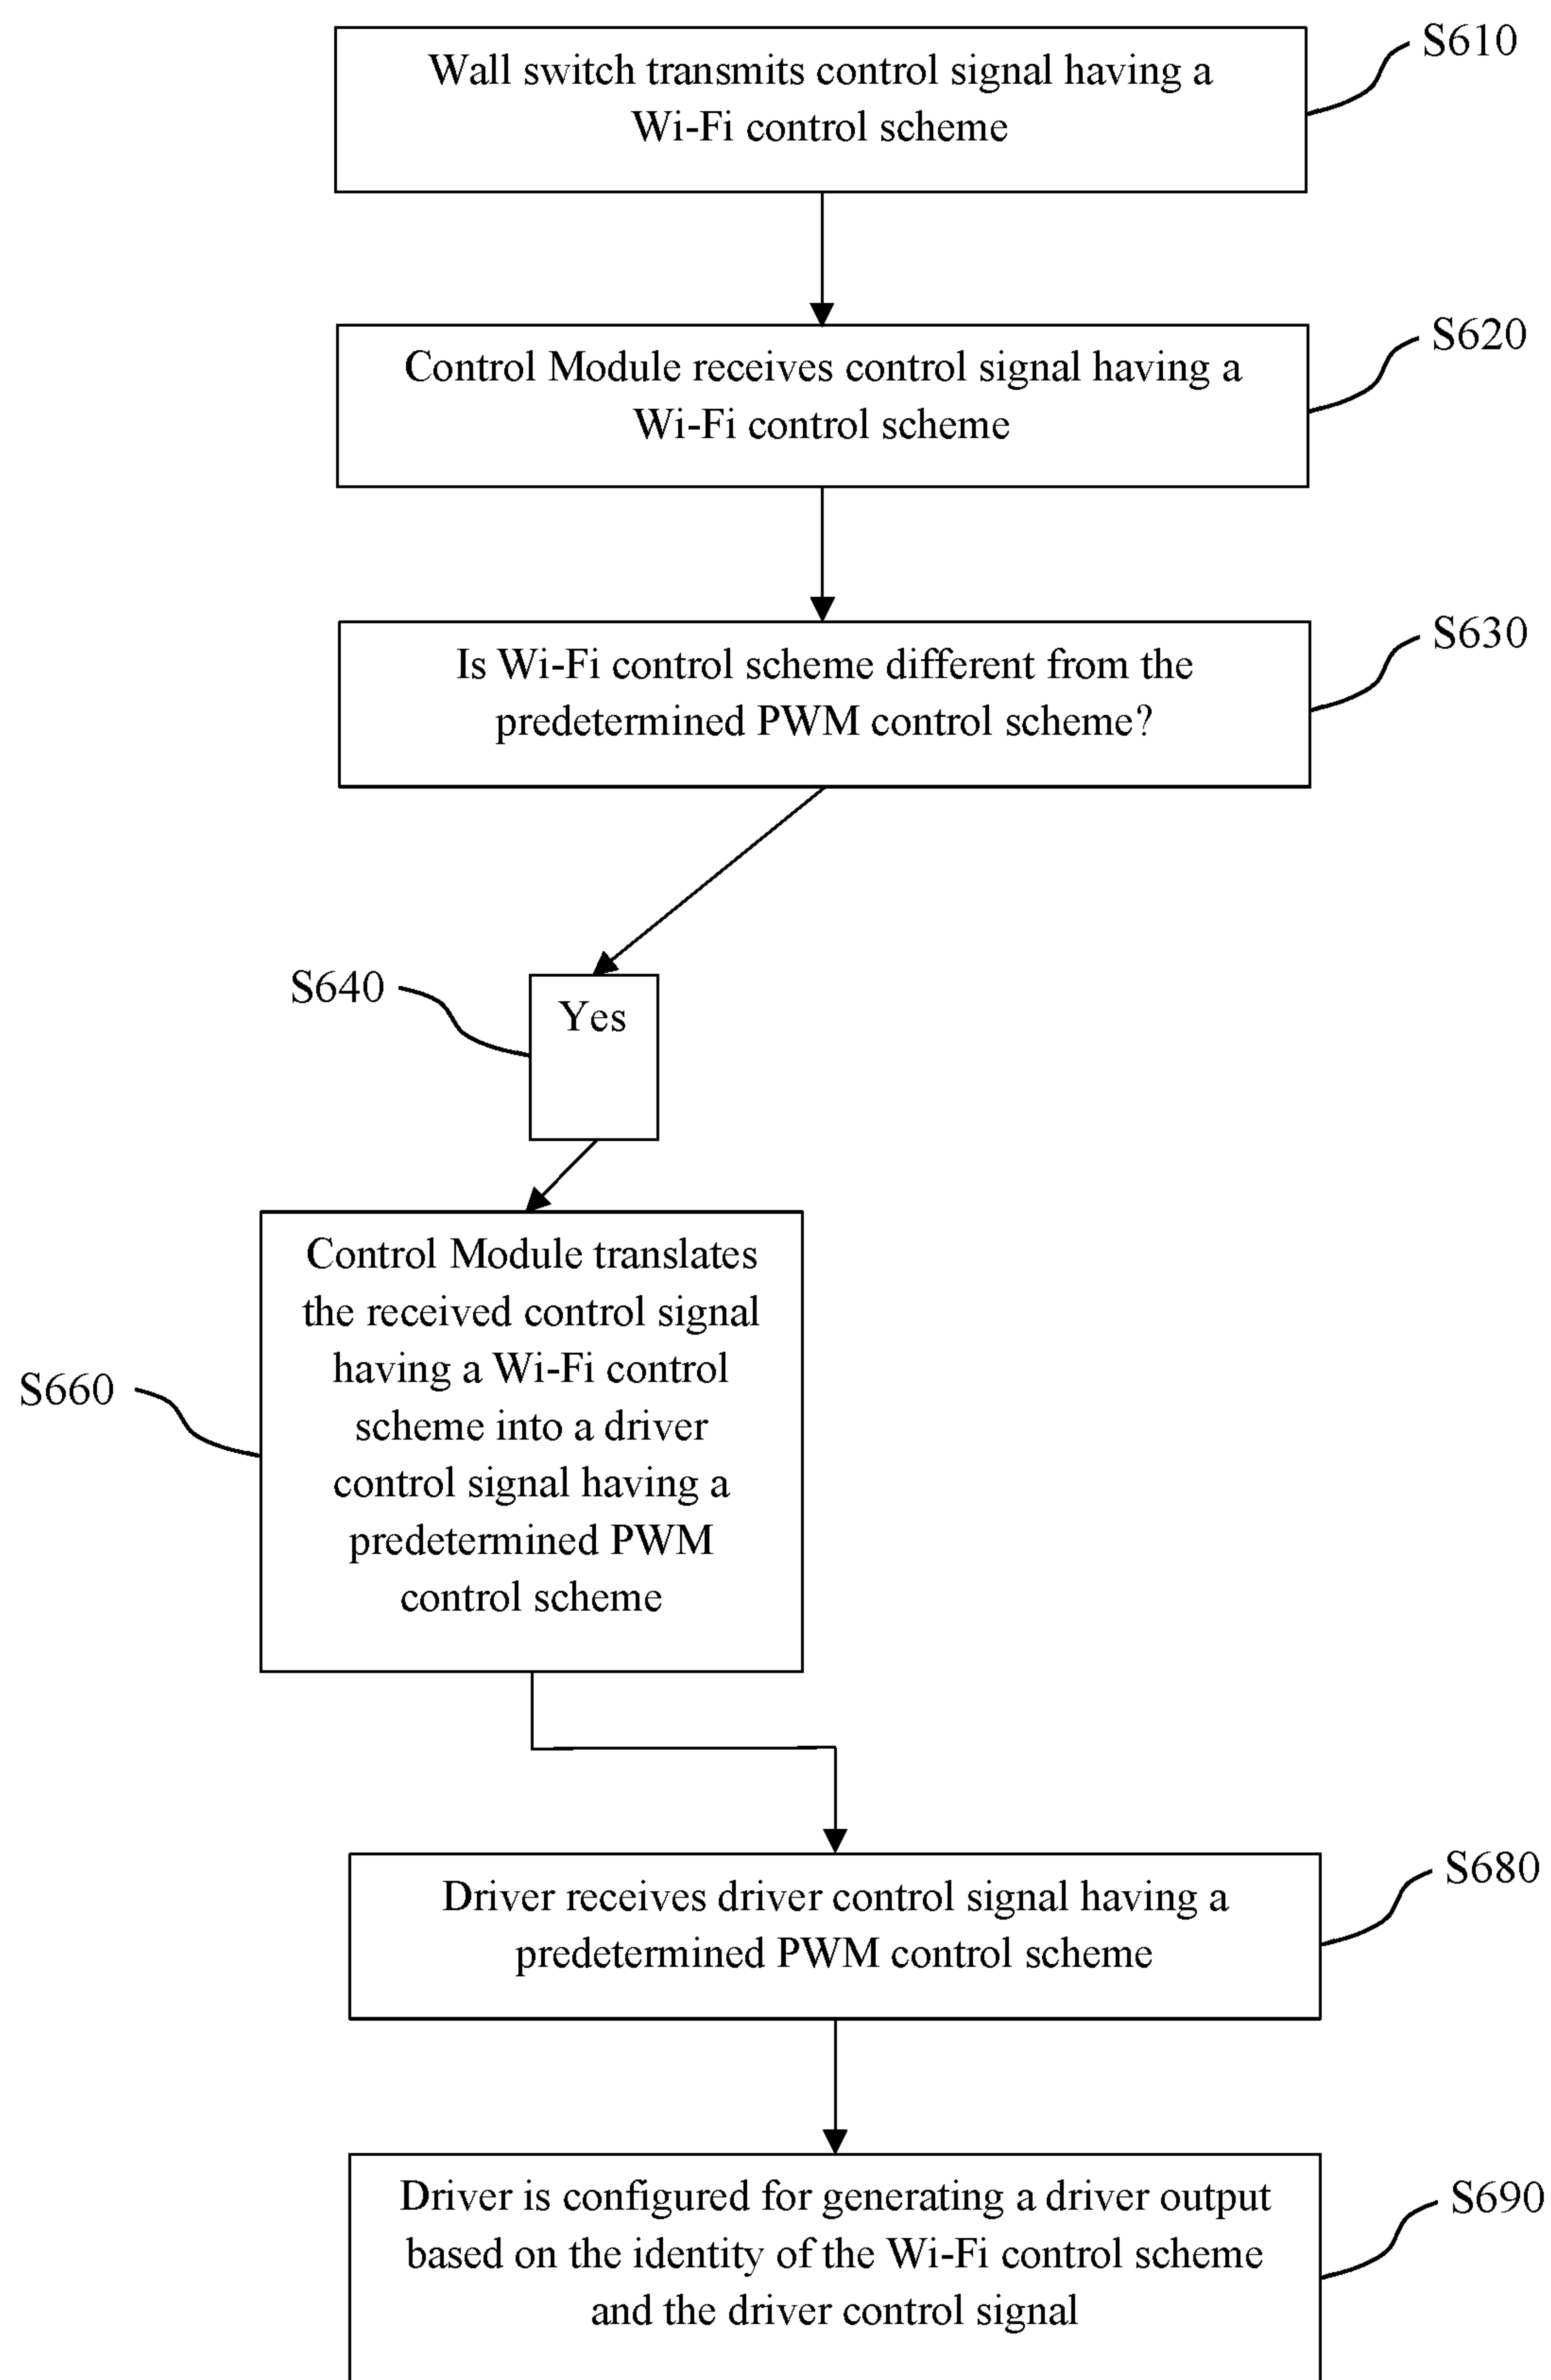 S610
Wall switch transmits control signal having a
Wi-Fi control scheme
S620
Control Module receives control signal having a
Wi-Fi control scheme
S630
Is Wi-Fi control scheme different from the
predetermined PWM control scheme?
S640
Yes
Control Module translates
the received control signal
having a Wi-Fi control
scheme into a driver
control signal having a
predetermined PWM
control scheme
S660
S680
Driver receives driver control signal having a
predetermined PWM control scheme
S690
Driver is configured for generating a driver output
based on the identity of the Wi-Fi control scheme
and the driver control signal